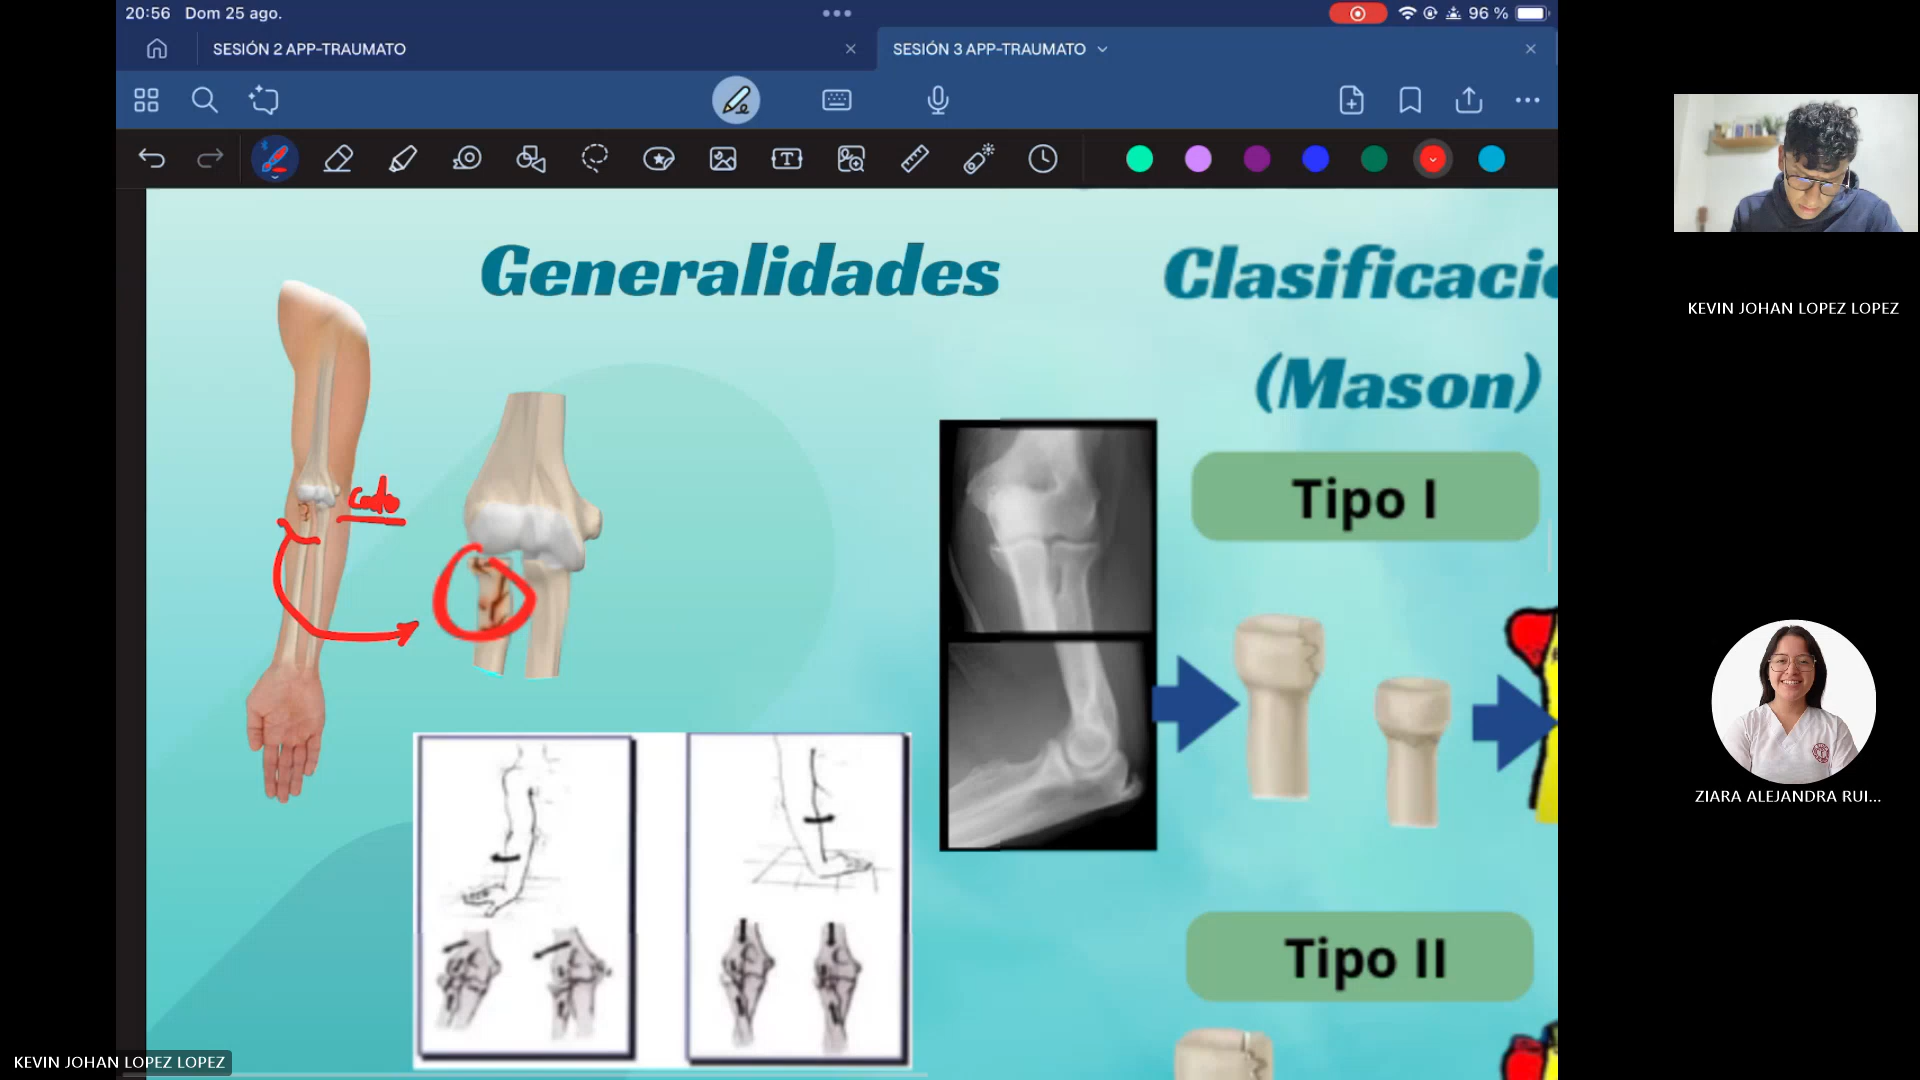 20:56 Dom 25 ago.
96 %
SESIÓN 2 APP-TRAUMATO
SESIÓN 3 APP-TRAUMATO
Generalidades
Clasificacio
(Mason)
Codo
Tipo I
Tipo II
KEVIN JOHAN LOPEZ LOPEZ
ZIARA ALEJANDRA RUI...
KEVIN JOHAN LOPEZ LOPEZ